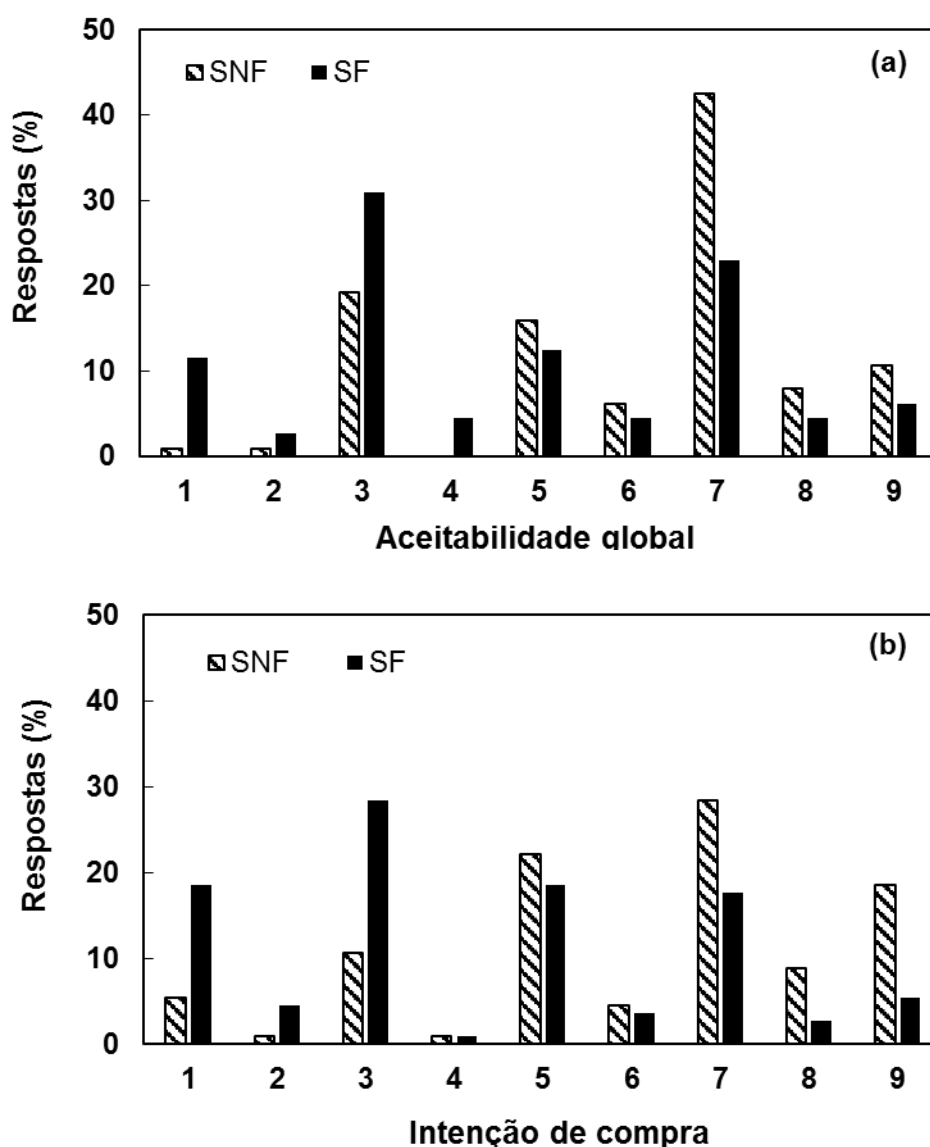 50
SNF SF (a)
40
30
20
10
0
Respostas (%)
1 2 3 4 5 6 7 8 9
Aceitabilidade global
50
SNF SF (b)
40
30
20
10
0
Respostas (%)
1 2 3 4 5 6 7 8 9
Intenção de compra